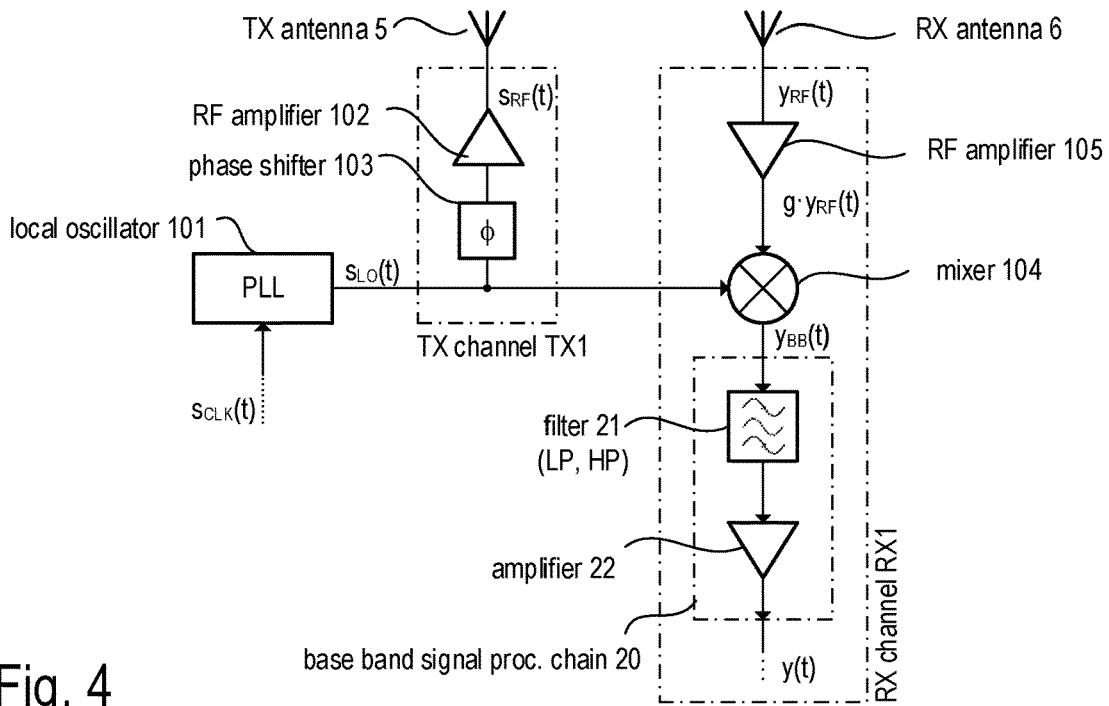 TX antenna 5
RX antenna 6
sRF(t)
yRF(t)
RF amplifier 102
RF amplifier 105
phase shifter 103
g·yRF(t)
local oscillator 101
ϕ
PLL
sLO(t)
mixer 104
TX channel TX1
yBB(t)
sCLK(t)
filter 21
(LP, HP)
amplifier 22
base band signal proc. chain 20
y(t)
RX channel RX1
Fig. 4